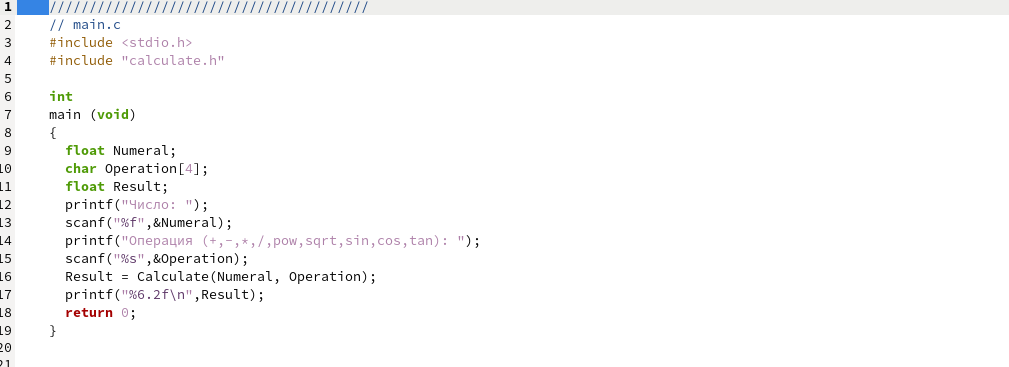 1 ////////////////////////////////////////
2 // main.c
3 #include <stdio.h>
4 #include "calculate.h"
5
6 int
7 main (void)
8 {
9 float Numeral;
10 char Operation[4];
11 float Result;
12 printf("Число: ");
13 scanf("%f",&Numeral);
14 printf("Операция (+,-,*,/,pow,sqrt,sin,cos,tan): ");
15 scanf("%s",&Operation);
16 Result = Calculate(Numeral, Operation);
17 printf("%6.2f\n",Result);
18 return 0;
19 }
20
21